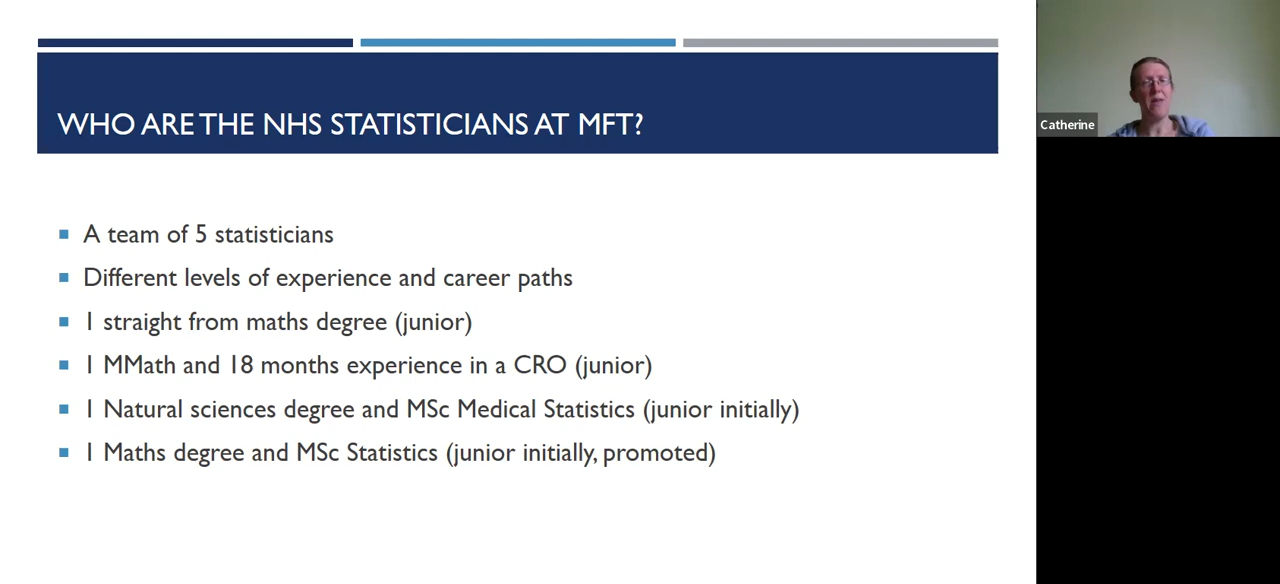 WHO ARE THE NHS STATISTICIANS AT MFT?
Catherine
A team of 5 statisticians
Different levels of experience and career paths
1 straight from maths degree (junior)
1 MMath and 18 months experience in a CRO (junior)
1 Natural sciences degree and MSc Medical Statistics (junior initially)
1 Maths degree and MSc Statistics (junior initially, promoted)